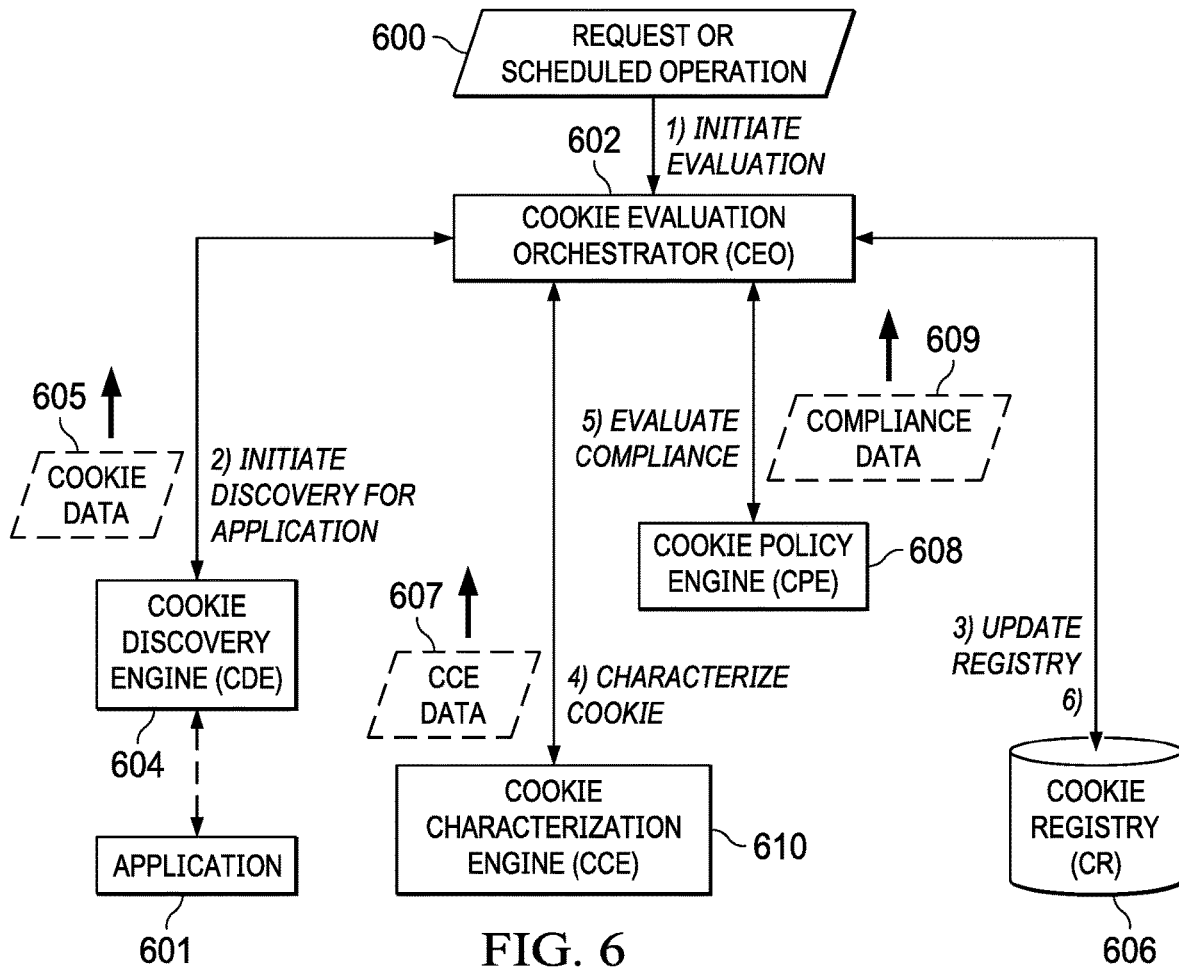 600
REQUEST OR
SCHEDULED OPERATION
1) INITIATE
EVALUATION
602
COOKIE EVALUATION
ORCHESTRATOR (CEO)
605
COOKIE
DATA
2) INITIATE
DISCOVERY FOR
APPLICATION
5) EVALUATE
COMPLIANCE
609
COMPLIANCE
DATA
COOKIE POLICY
ENGINE (CPE)
608
COOKIE
DISCOVERY
ENGINE (CDE)
604
607
CCE
DATA
4) CHARACTERIZE
COOKIE
3) UPDATE
REGISTRY
6)
APPLICATION
601
COOKIE
CHARACTERIZATION
ENGINE (CCE)
610
COOKIE
REGISTRY
(CR)
606
FIG. 6